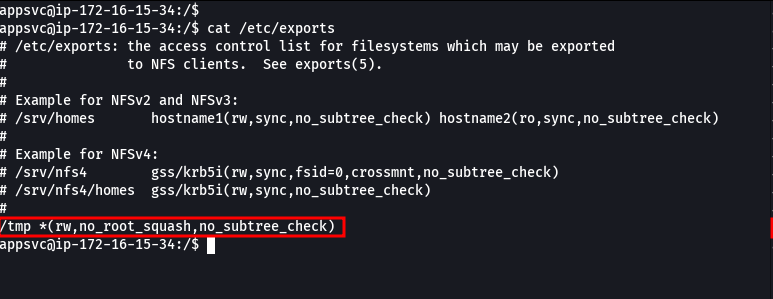 appsvc@ip-172-16-15-34:/$
appsvc@ip-172-16-15-34:/$ cat /etc/exports
# /etc/exports: the access control list for filesystems which may be exported
#               to NFS clients.  See exports(5).
#
# Example for NFSv2 and NFSv3:
# /srv/homes       hostname1(rw,sync,no_subtree_check) hostname2(ro,sync,no_subtree_check)
#
# Example for NFSv4:
# /srv/nfs4        gss/krb5i(rw,sync,fsid=0,crossmnt,no_subtree_check)
# /srv/nfs4/homes  gss/krb5i(rw,sync,no_subtree_check)
#
/tmp *(rw,no_root_squash,no_subtree_check)
appsvc@ip-172-16-15-34:/$